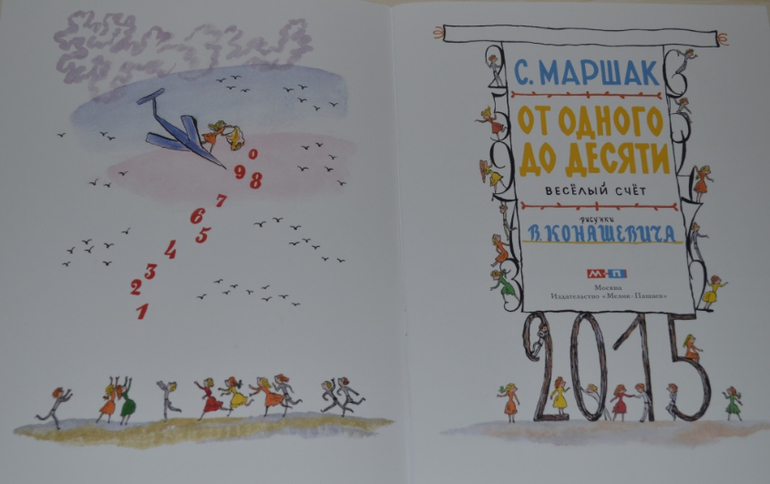 0
9 8
7
6
5
4
3
2
1
С. МАРШАК
ОТ ОДНОГО
ДО ДЕСЯТИ
ВЕСЁЛЫЙ СЧЁТ
РИСУНКИ
В. КОНАШЕВИЧА
М-П
Москва
Издательство «Мелик-Пашаев»
2015